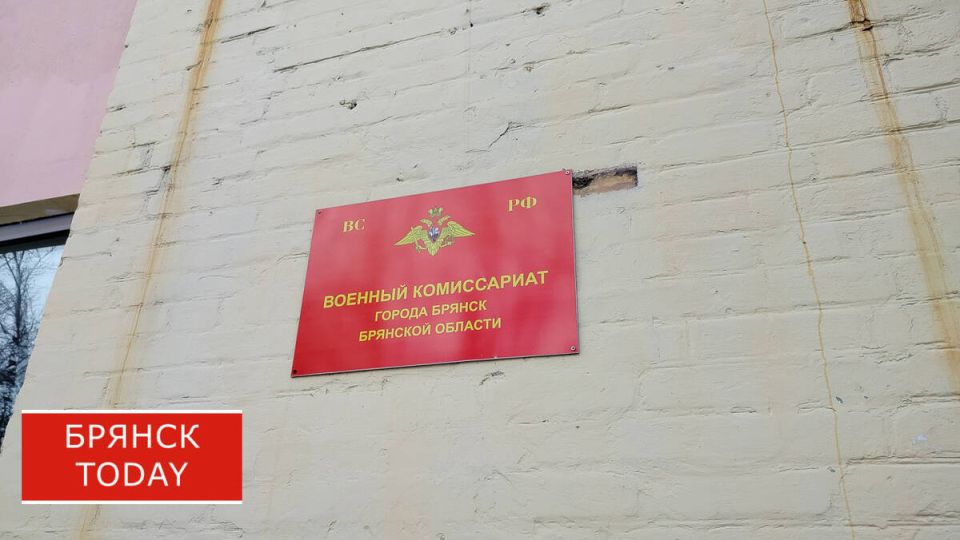 ВС РФ
ВОЕННЫЙ КОМИССАРИАТ
ГОРОДА БРЯНСК
БРЯНСКОЙ ОБЛАСТИ
БРЯНСК
TODAY